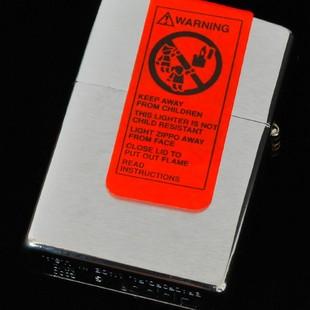 ⚠ WARNING
KEEP AWAY
FROM CHILDREN
THIS LIGHTER IS NOT
CHILD RESISTANT
LIGHT ZIPPO AWAY
FROM FACE
CLOSE LID TO
PUT OUT FLAME
READ
INSTRUCTIONS